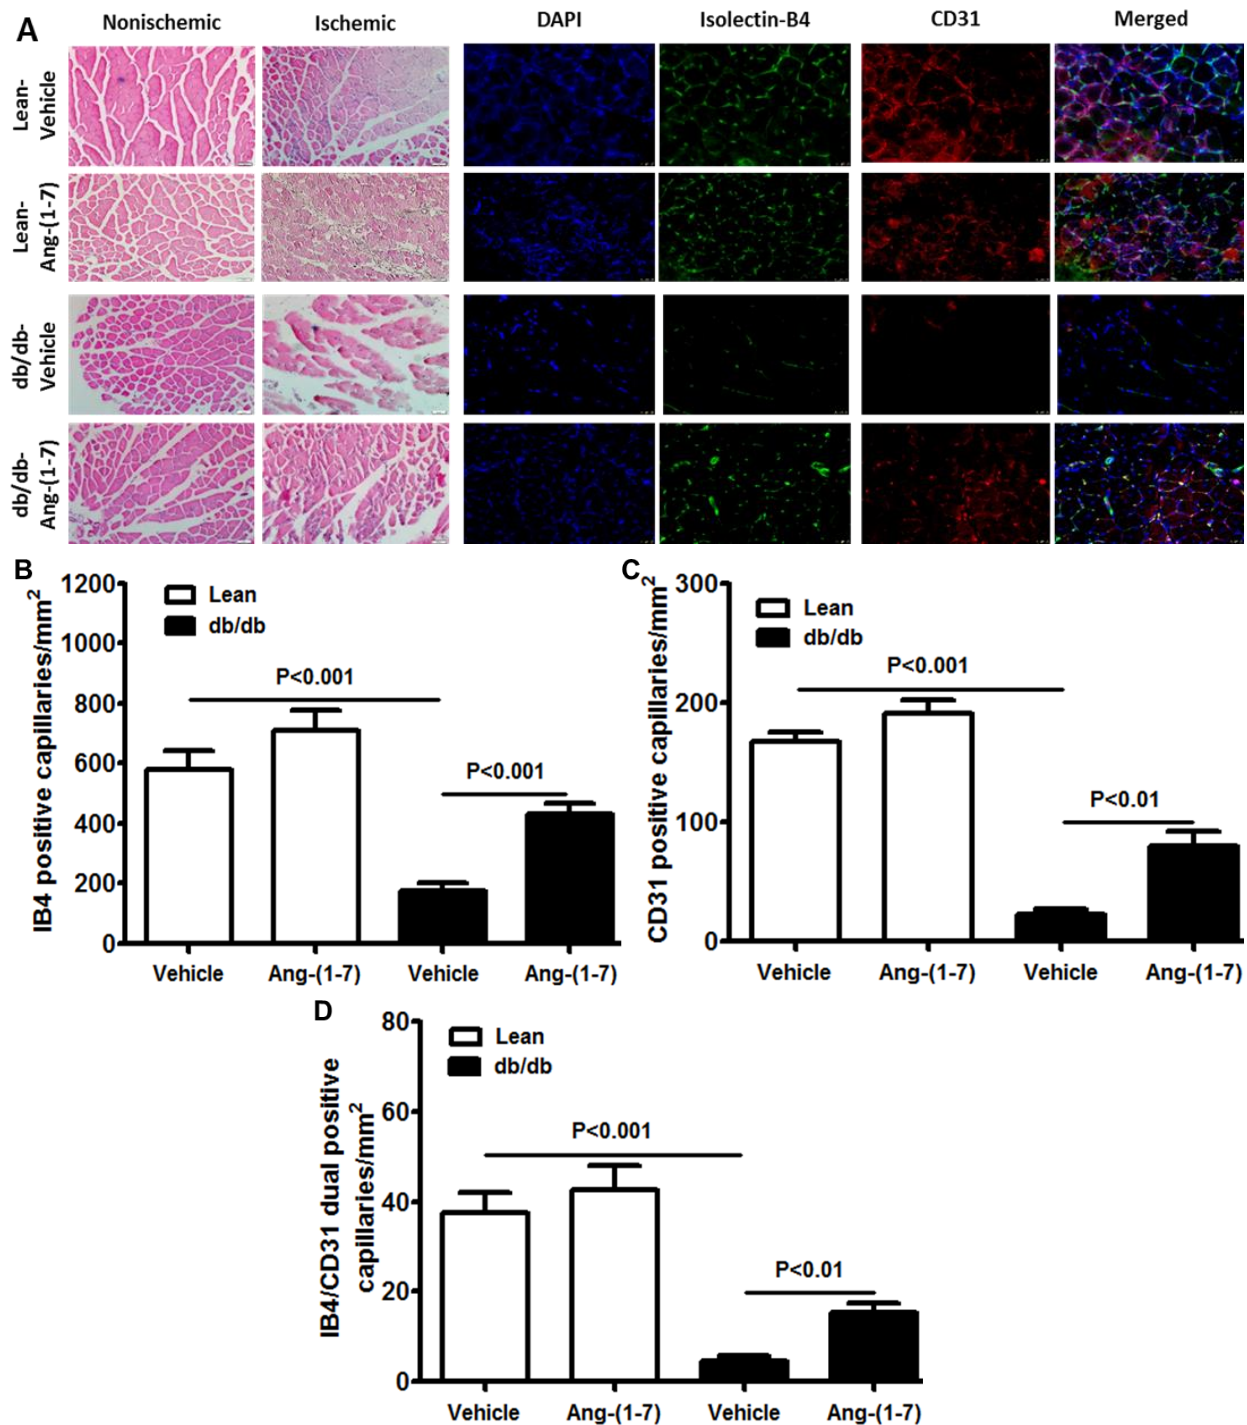 A
Nonischemic
Ischemic
DAPI
Isolectin-B4
CD31
Merged
Lean-
Vehicle
Lean-
Ang-(1-7)
db/db-
Vehicle
db/db-
Ang-(1-7)
B
IB4 positive capillaries/mm²
1200
1000
800
600
400
200
0
Lean
db/db
P<0.001
P<0.001
Vehicle
Ang-(1-7)
Vehicle
Ang-(1-7)
C
CD31 positive capillaries/mm²
300
200
100
0
Lean
db/db
P<0.001
P<0.01
Vehicle
Ang-(1-7)
Vehicle
Ang-(1-7)
D
IB4/CD31 dual positive
capillaries/mm²
80
60
40
20
0
Lean
db/db
P<0.001
P<0.01
Vehicle
Ang-(1-7)
Vehicle
Ang-(1-7)